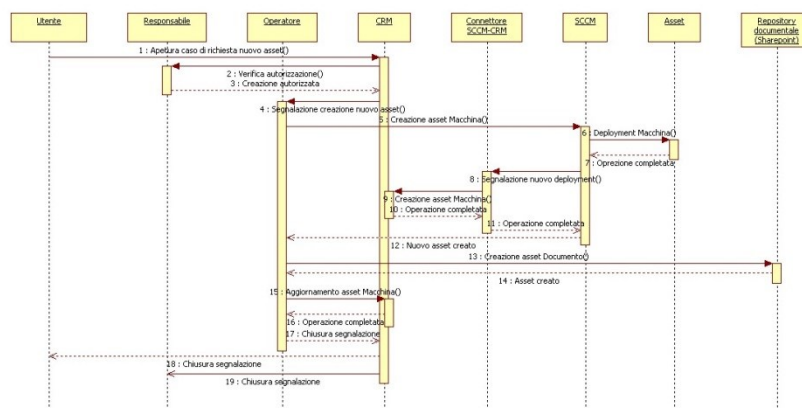 Utente
Responsabile
Operatore
CRM
Connettore
SCCM-CRM
SCCM
Asset
Repository
documentale
(Sharepoint)
1 : Apetura caso di richiesta nuovo asset()
2 : Verifica autorizzazione()
3 : Creazione autorizzata
4 : Segnalazione creazione nuovo asset()
5 : Creazione asset Macchina()
6 : Deployment Macchina()
7 : Oprezione completata
8 : Segnalazione nuovo deployment()
9 : Creazione asset Macchina()
10 : Operazione completata
11 : Operazione completata
12 : Nuovo asset creato
13 : Creazione asset Documento()
14 : Asset creato
15 : Aggiornamento asset Macchina()
16 : Operazione completata
17 : Chiusura segnalazione
18 : Chiusura segnalazione
19 : Chiusura segnalazione